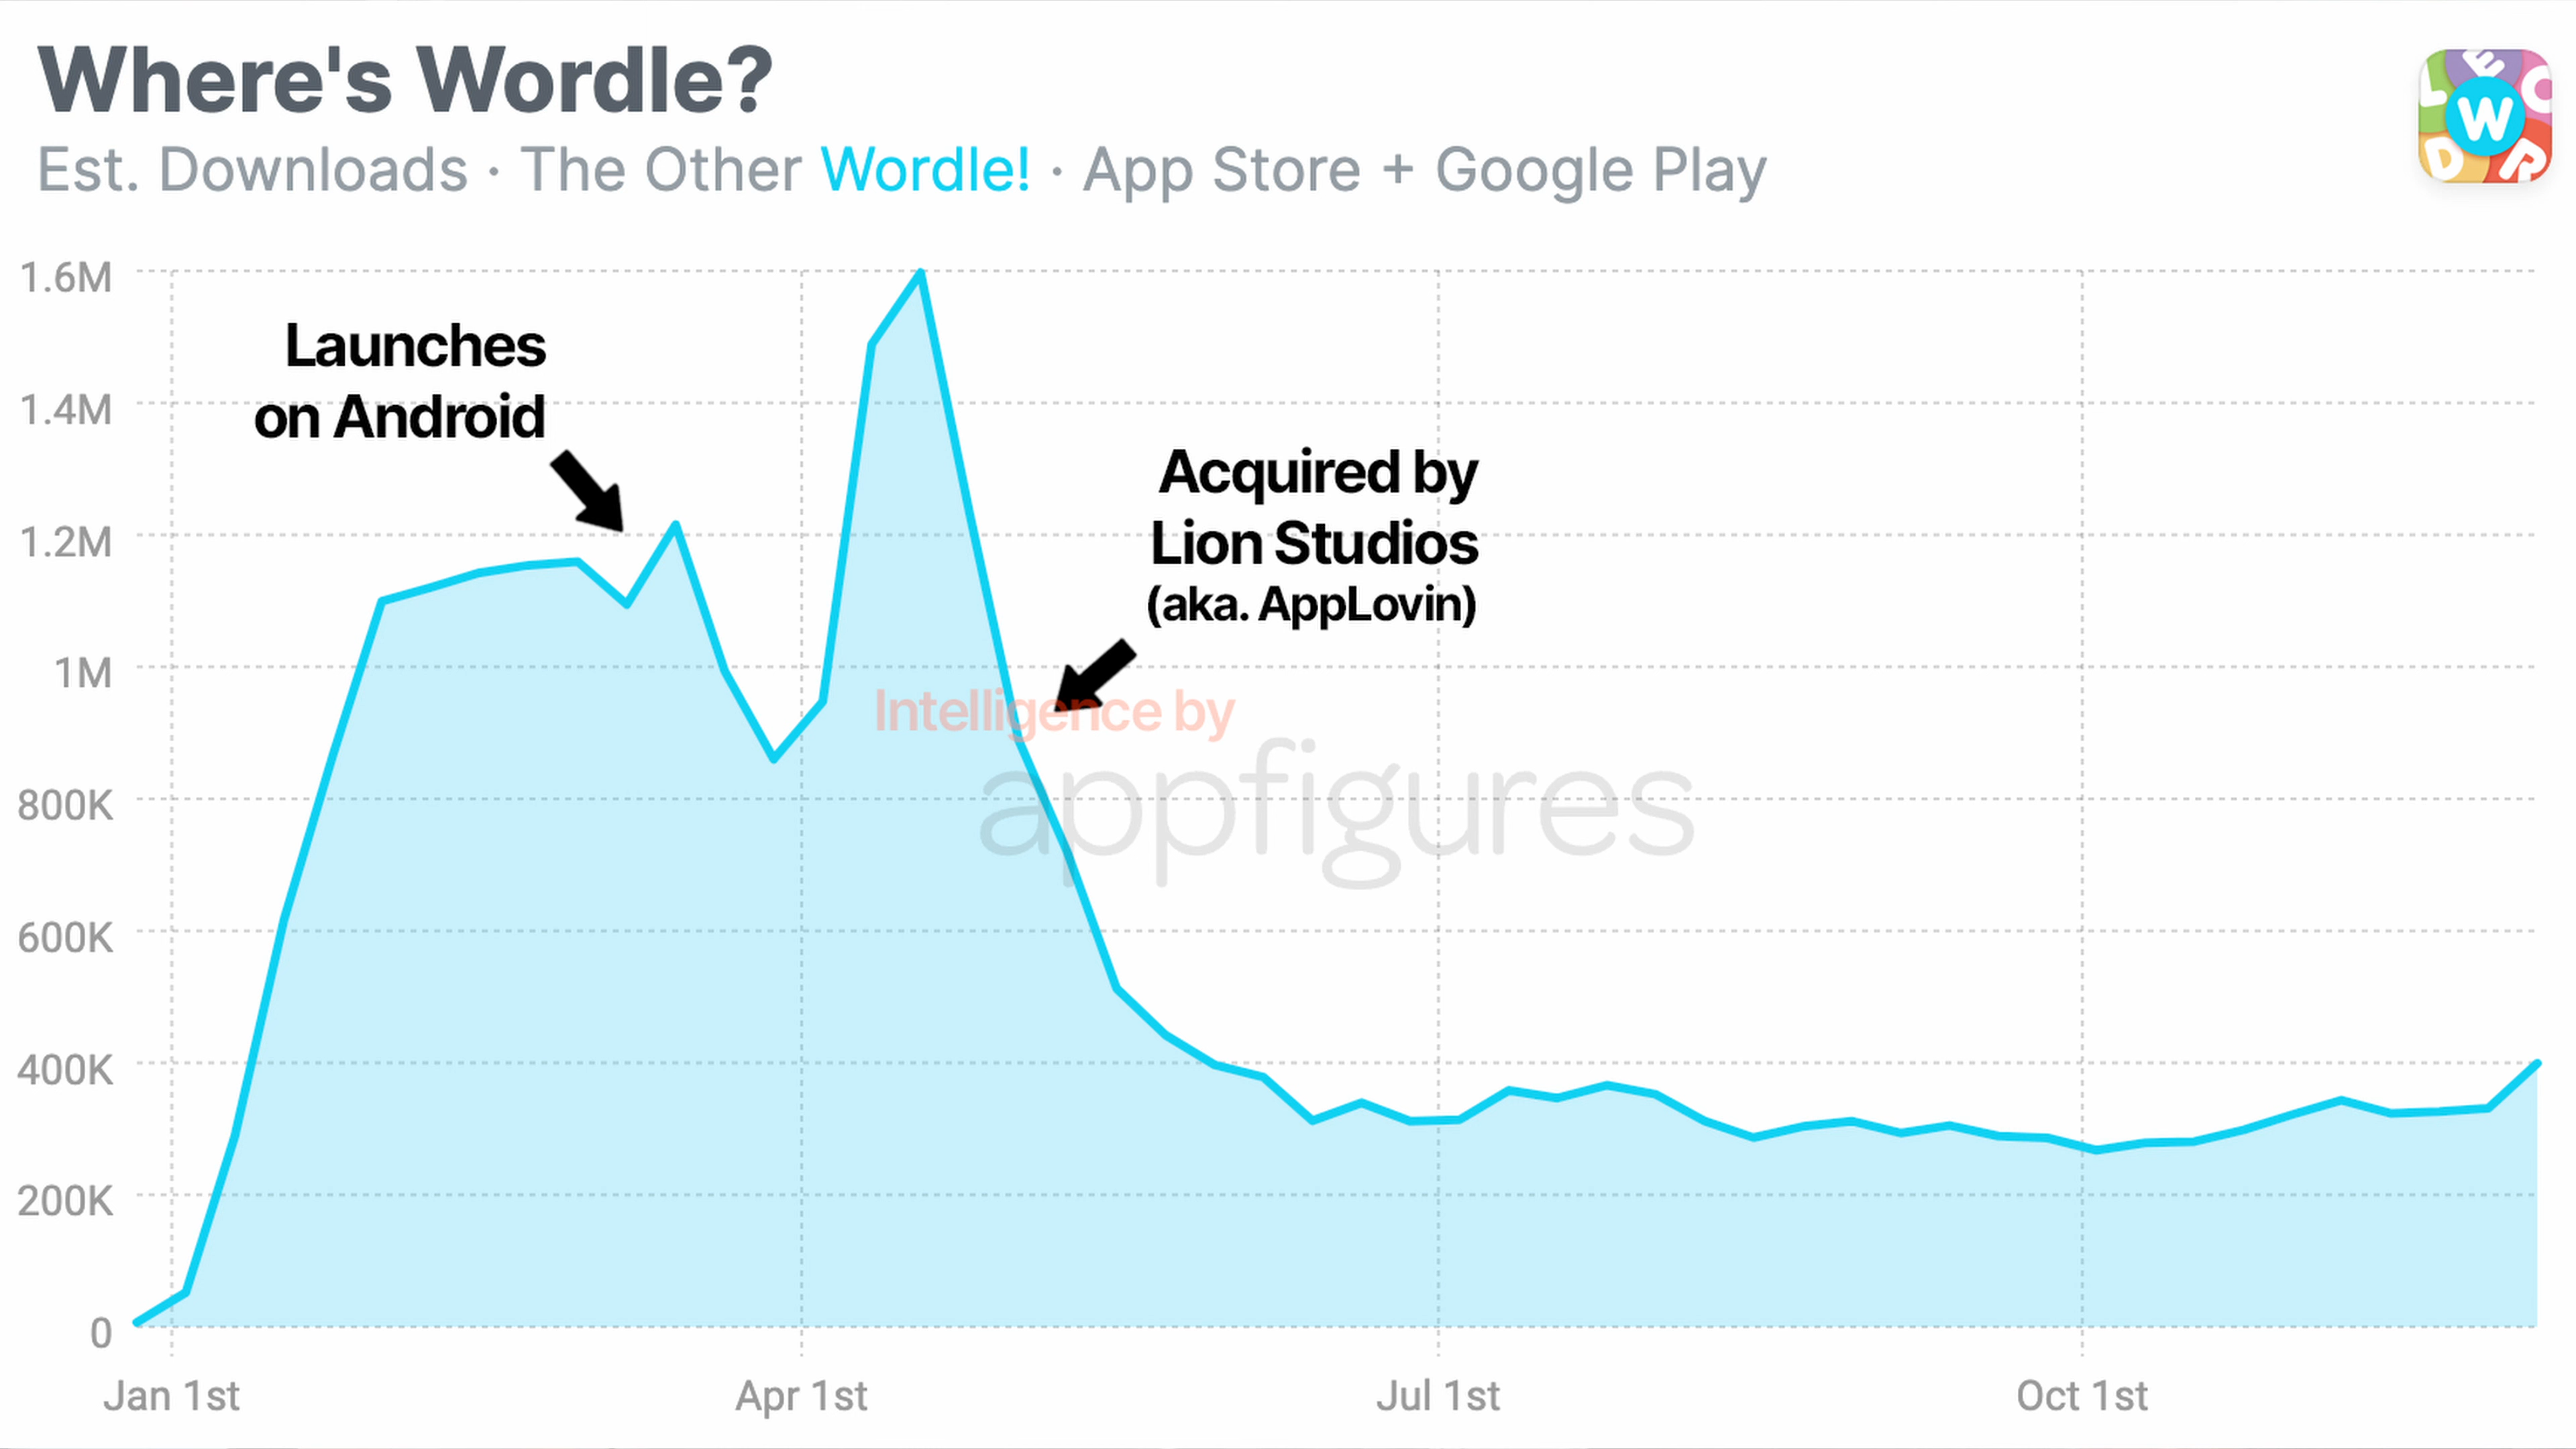 Where's Wordle?
Est. Downloads · The Other Wordle! · App Store + Google Play
L E C
W
D R
1.6M
1.4M
1.2M
1M
800K
600K
400K
200K
0
Launches
on Android
Acquired by
Lion Studios
(aka. AppLovin)
Intelligence by
appfigures
Jan 1st
Apr 1st
Jul 1st
Oct 1st